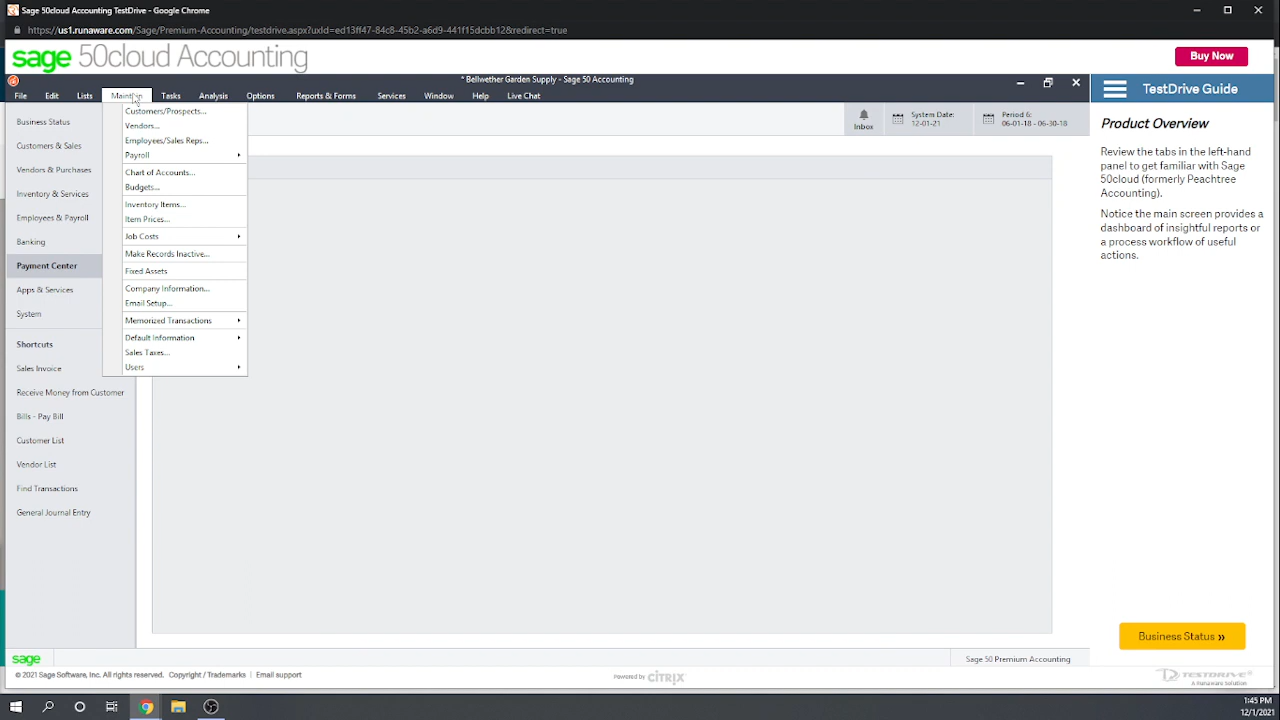 Sage 50cloud Accounting TestDrive - Google Chrome
https://us1.runaware.com/Sage/Premium-Accounting/testdrive.aspx?uxId=ed13ff47-84c8-45b2-a6d9-441f15dcbb12&redirect=true
sage 50cloud Accounting
Buy Now
* Bellwether Garden Supply - Sage 50 Accounting
File Edit Lists Maintain Tasks Analysis Options Reports & Forms Services Window Help Live Chat
Inbox
System Date:
12-01-21
Period 6:
06-01-18 - 06-30-18
Business Status
Customers & Sales
Vendors & Purchases
Inventory & Services
Employees & Payroll
Banking
Payment Center
Apps & Services
System
Shortcuts
Sales Invoice
Receive Money from Customer
Bills - Pay Bill
Customer List
Vendor List
Find Transactions
General Journal Entry
Customers/Prospects...
Vendors...
Employees/Sales Reps...
Payroll
Chart of Accounts...
Budgets...
Inventory Items...
Item Prices...
Job Costs
Make Records Inactive...
Fixed Assets
Company Information...
Email Setup...
Memorized Transactions
Default Information
Sales Taxes...
Users
TestDrive Guide
Product Overview
Review the tabs in the left-hand
panel to get familiar with Sage
50cloud (formerly Peachtree
Accounting).
Notice the main screen provides a
dashboard of insightful reports or
a process workflow of useful
actions.
Business Status »
sage
Sage 50 Premium Accounting
© 2021 Sage Software, Inc. All rights reserved. Copyright / Trademarks | Email support
Powered by CITRIX
TESTDRIVE
A Runaware Solution
1:45 PM
12/1/2021